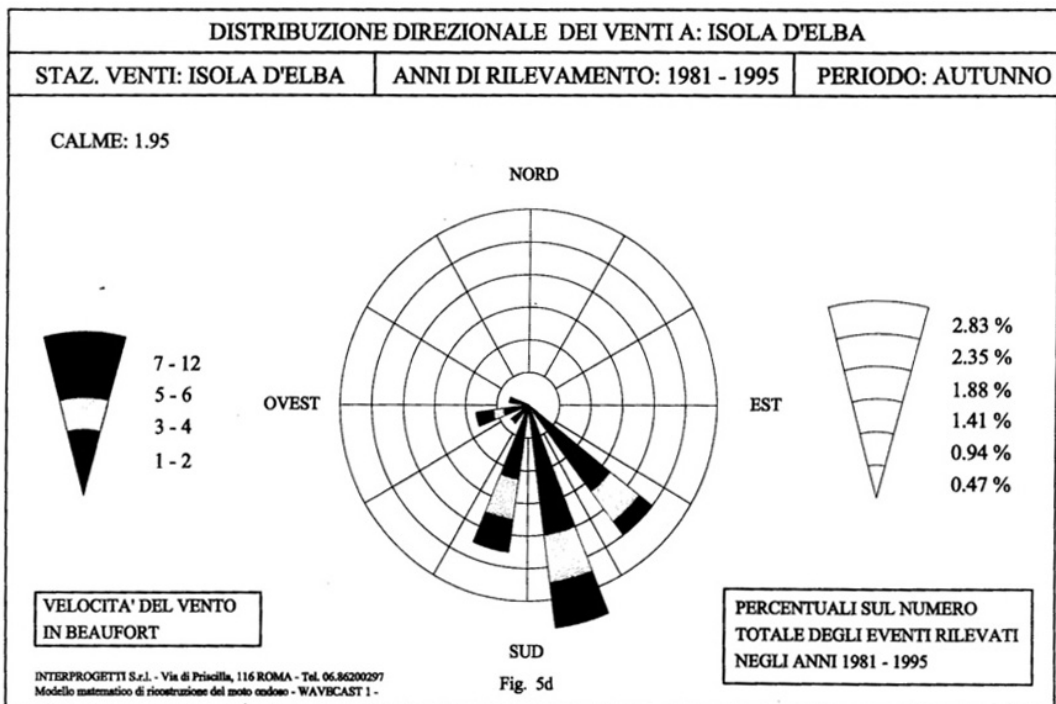 DISTRIBUZIONE DIREZIONALE DEI VENTI A: ISOLA D'ELBA
STAZ. VENTI: ISOLA D'ELBA ANNI DI RILEVAMENTO: 1981 - 1995 PERIODO: AUTUNNO
CALME: 1.95
NORD
7 - 12
5 - 6
3 - 4
1 - 2
OVEST
EST
2.83 %
2.35 %
1.88 %
1.41 %
0.94 %
0.47 %
SUD
VELOCITA' DEL VENTO
IN BEAUFORT
PERCENTUALI SUL NUMERO
TOTALE DEGLI EVENTI RILEVATI
NEGLI ANNI 1981 - 1995
INTERPROGETTI S.r.l. - Via di Priscilla, 116 ROMA - Tel. 06.86200297
Modello matematico di ricostruzione del moto ondoso - WAVECAST 1 -
Fig. 5d